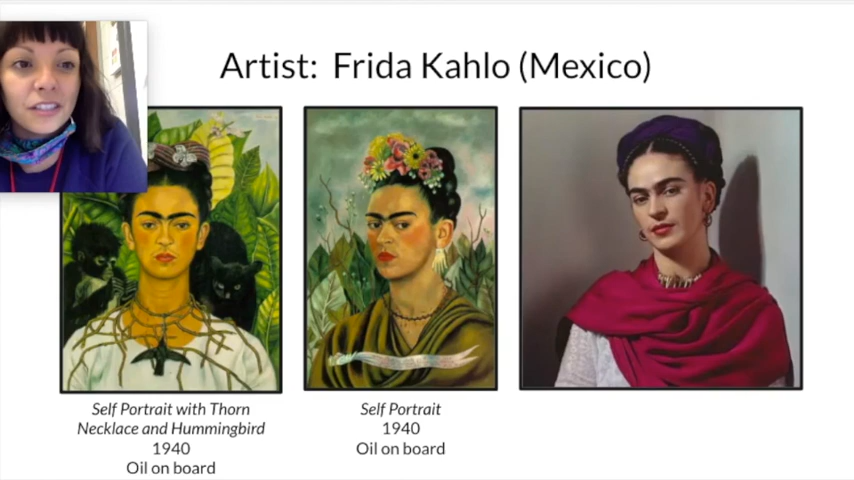 Artist:  Frida Kahlo (Mexico)
Self Portrait with Thorn
Necklace and Hummingbird
1940
Oil on board
Self Portrait
1940
Oil on board